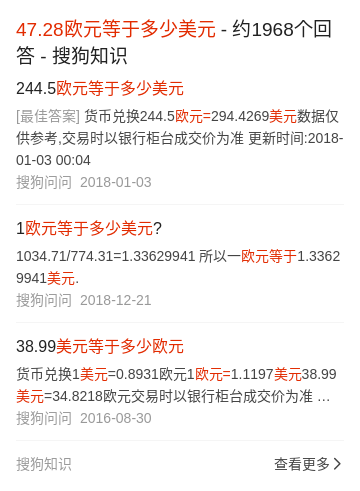 47.28欧元等于多少美元 - 约1968个回
答 - 搜狗知识
244.5欧元等于多少美元
[最佳答案] 货币兑换244.5欧元=294.4269美元数据仅
供参考,交易时以银行柜台成交价为准 更新时间:2018-
01-03 00:04
搜狗问问 2018-01-03
1欧元等于多少美元?
1034.71/774.31=1.33629941 所以一欧元等于1.3362
9941美元.
搜狗问问 2018-12-21
38.99美元等于多少欧元
货币兑换1美元=0.8931欧元1欧元=1.1197美元38.99
美元=34.8218欧元交易时以银行柜台成交价为准 ...
搜狗问问 2016-08-30
搜狗知识 查看更多